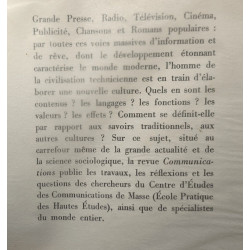 Grande Presse, Radio, Télévision, Cinéma,
Publicité, Chanson et Romans populaires :
par toutes ces voies massives d'information et
de rêve, dont le développement étonnant
caractérise le monde moderne, l'homme de
la civilisation technicienne est en train d'éla-
borer une nouvelle culture. Quels en sont les
contenus ? les langages ? les fonctions ? les
valeurs ? les effets ? Comment se définit-elle
par rapport aux savoirs traditionnels, aux
autres cultures ? Sur ce sujet, situé au
carrefour même de la grande actualité et de
la science sociologique, la revue Communica-
tions publie les travaux, les réflexions et les
questions des chercheurs du Centre d'Études
des Communications de Masse (École Pratique
des Hautes Études), ainsi que de spécialistes
du monde entier.